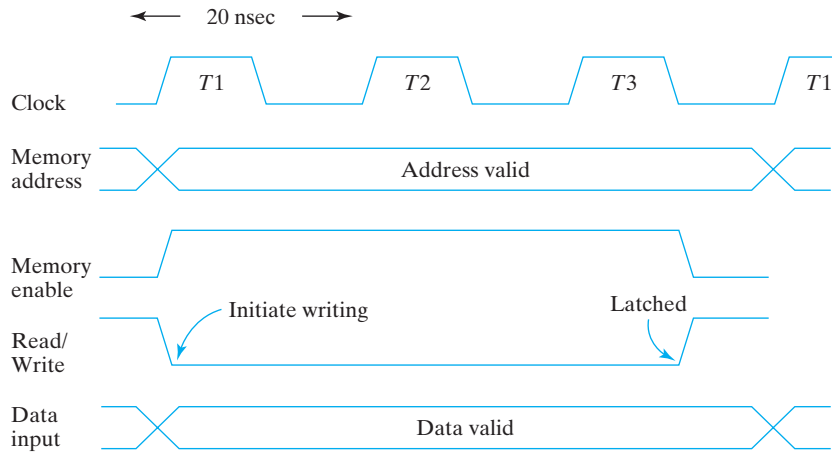 20 nsec
T1 T2 T3 T1
Clock
Memory
address
Address valid
Memory
enable
Initiate writing
Latched
Read/
Write
Data
input
Data valid